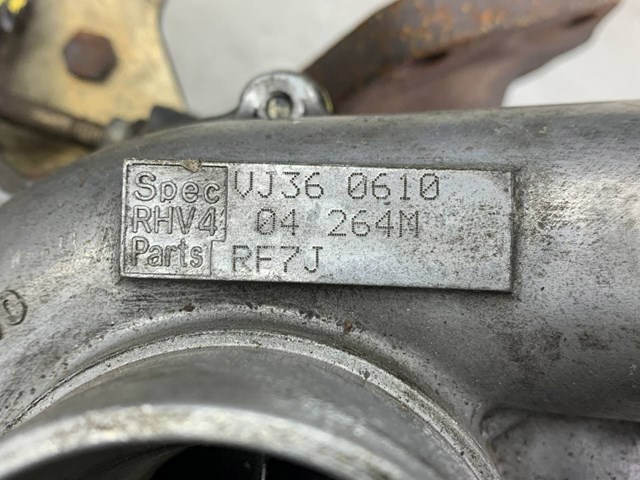 Spec VJ36 0610
RHV4 04 264M
Parts RF7J